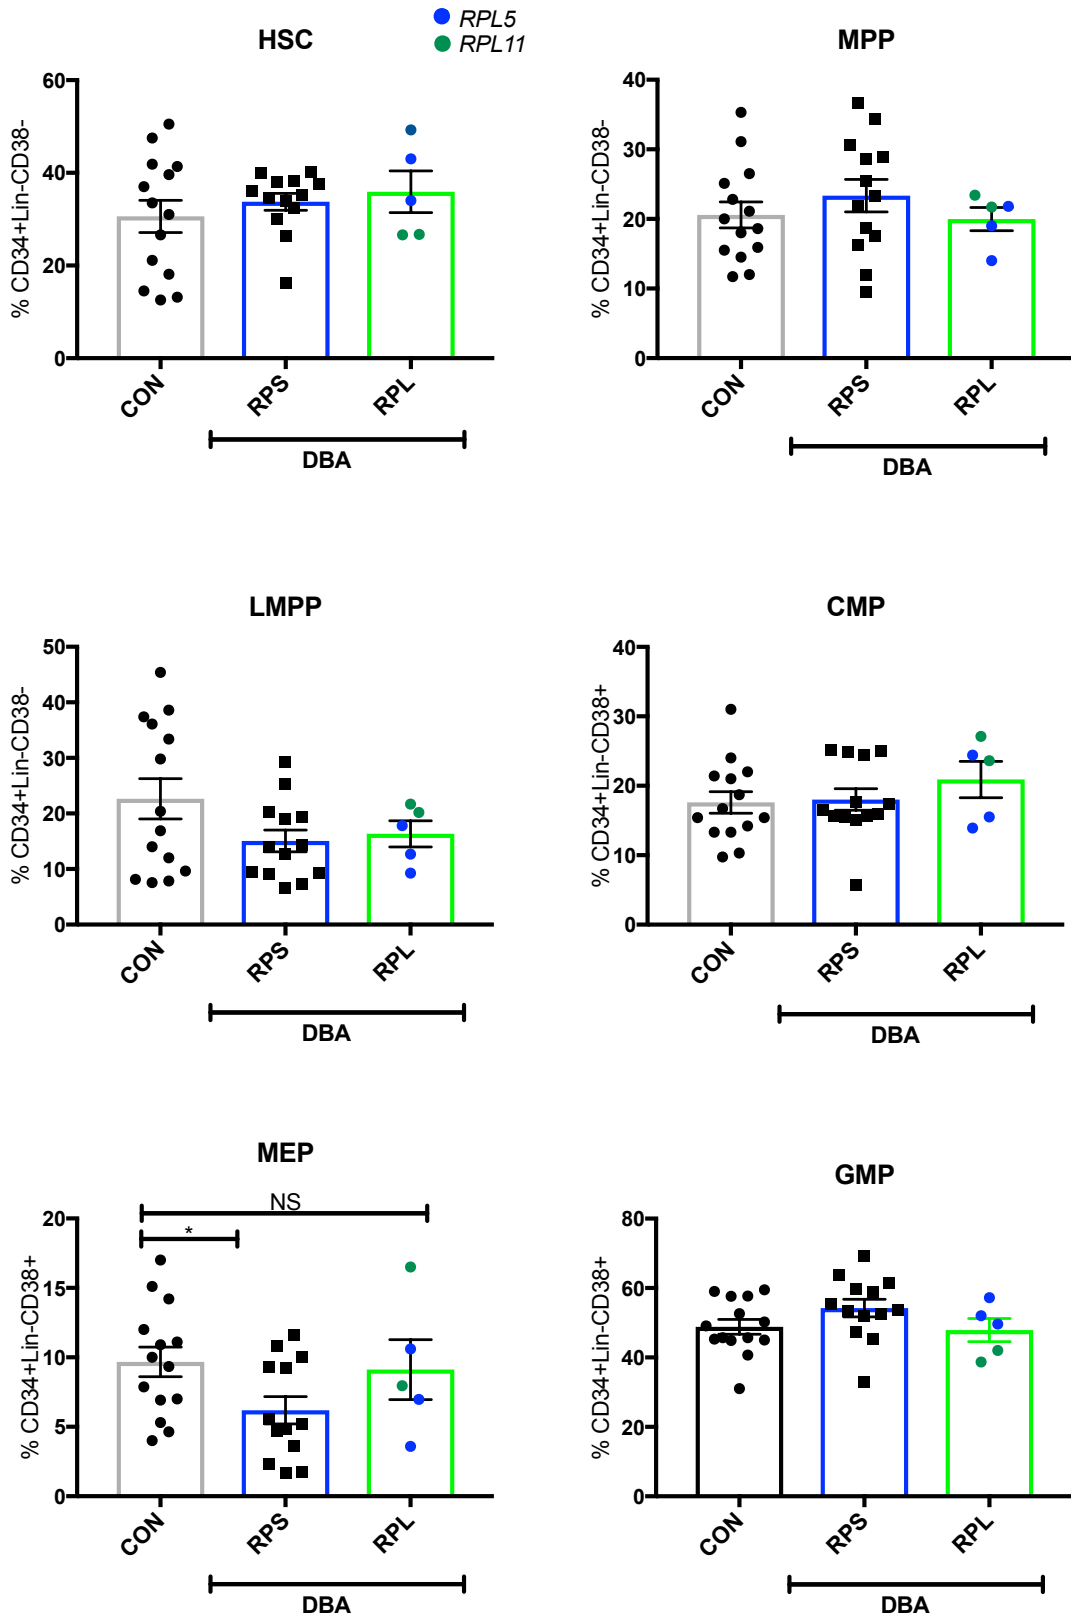 RPL5
RPL11
HSC
% CD34+Lin-CD38-
60
40
20
0
CON
RPS
RPL
DBA
MPP
% CD34+Lin-CD38-
40
30
20
10
0
CON
RPS
RPL
DBA
LMPP
% CD34+Lin-CD38-
50
40
30
20
10
0
CON
RPS
RPL
DBA
CMP
% CD34+Lin-CD38+
40
30
20
10
0
CON
RPS
RPL
DBA
MEP
NS
*
% CD34+Lin-CD38+
20
15
10
5
0
CON
RPS
RPL
DBA
GMP
% CD34+Lin-CD38+
80
60
40
20
0
CON
RPS
RPL
DBA